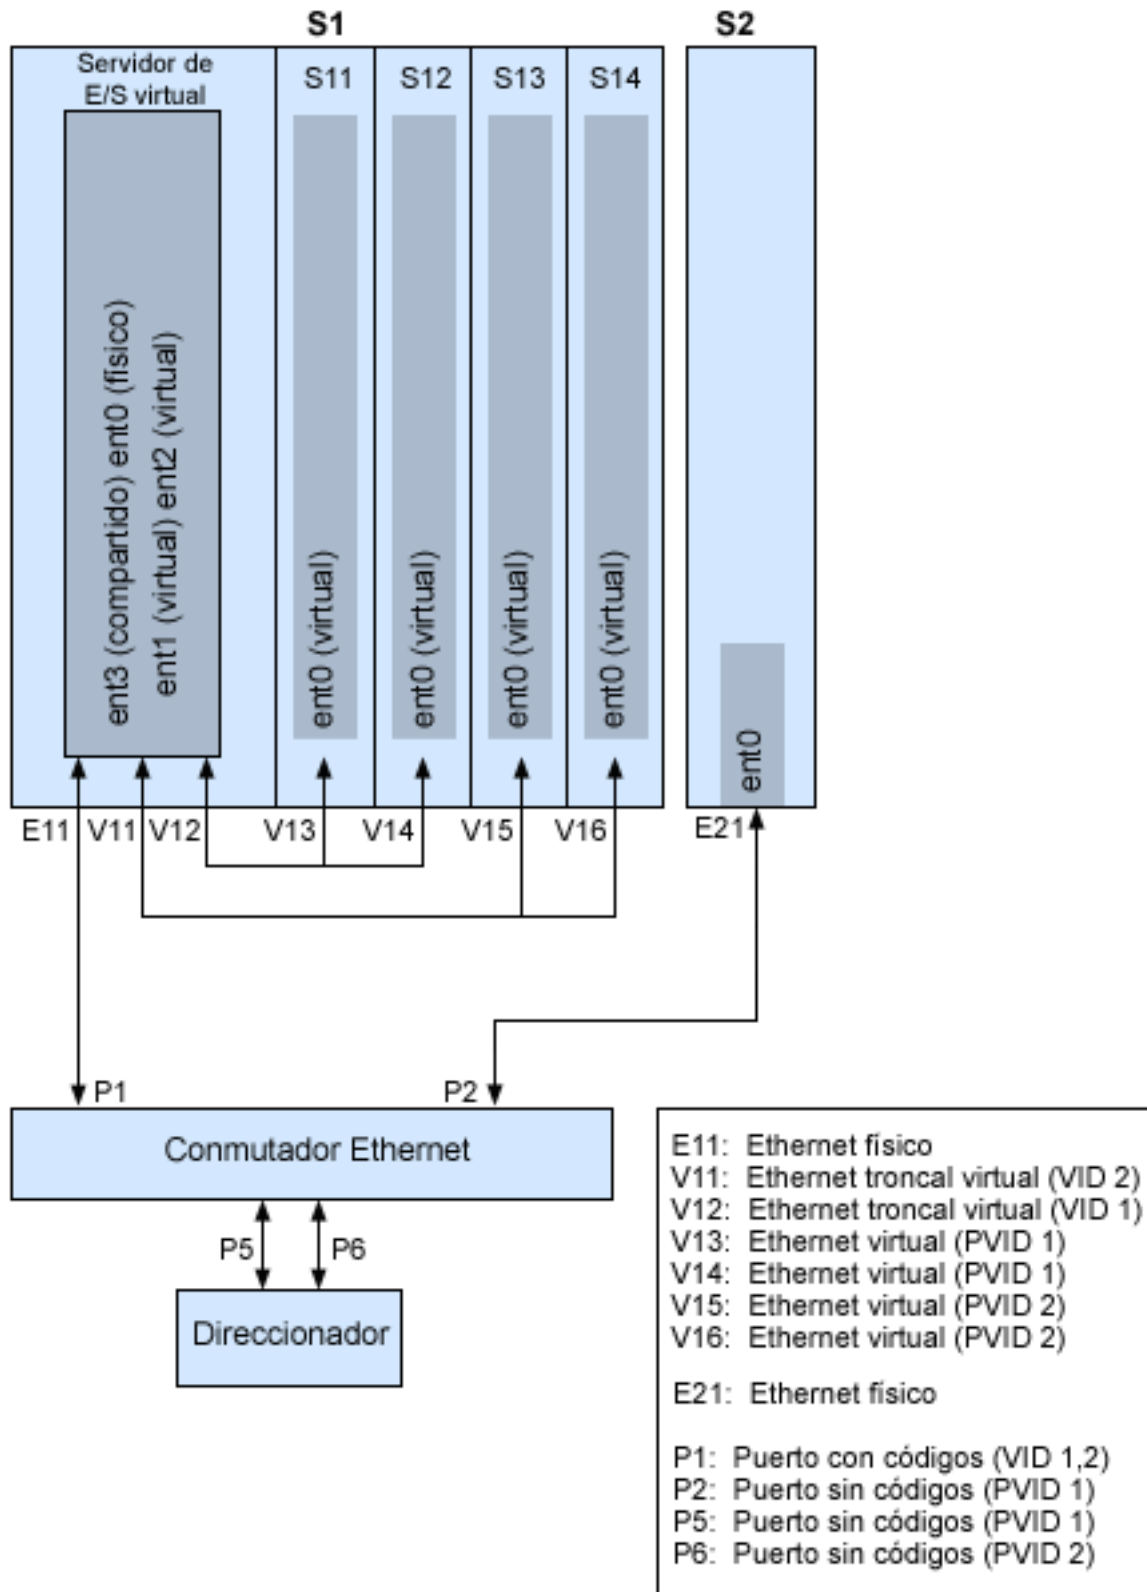 S1
S2
Servidor de
E/S virtual
S11
S12
S13
S14
ent3 (compartido) ent0 (físico)
ent1 (virtual) ent2 (virtual)
ent0 (virtual)
ent0 (virtual)
ent0 (virtual)
ent0 (virtual)
ent0
E11
V11
V12
V13
V14
V15
V16
E21
P1
P2
Conmutador Ethernet
P5
P6
Direccionador
E11: Ethernet físico
V11: Ethernet troncal virtual (VID 2)
V12: Ethernet troncal virtual (VID 1)
V13: Ethernet virtual (PVID 1)
V14: Ethernet virtual (PVID 1)
V15: Ethernet virtual (PVID 2)
V16: Ethernet virtual (PVID 2)
E21: Ethernet físico
P1: Puerto con códigos (VID 1,2)
P2: Puerto sin códigos (PVID 1)
P5: Puerto sin códigos (PVID 1)
P6: Puerto sin códigos (PVID 2)